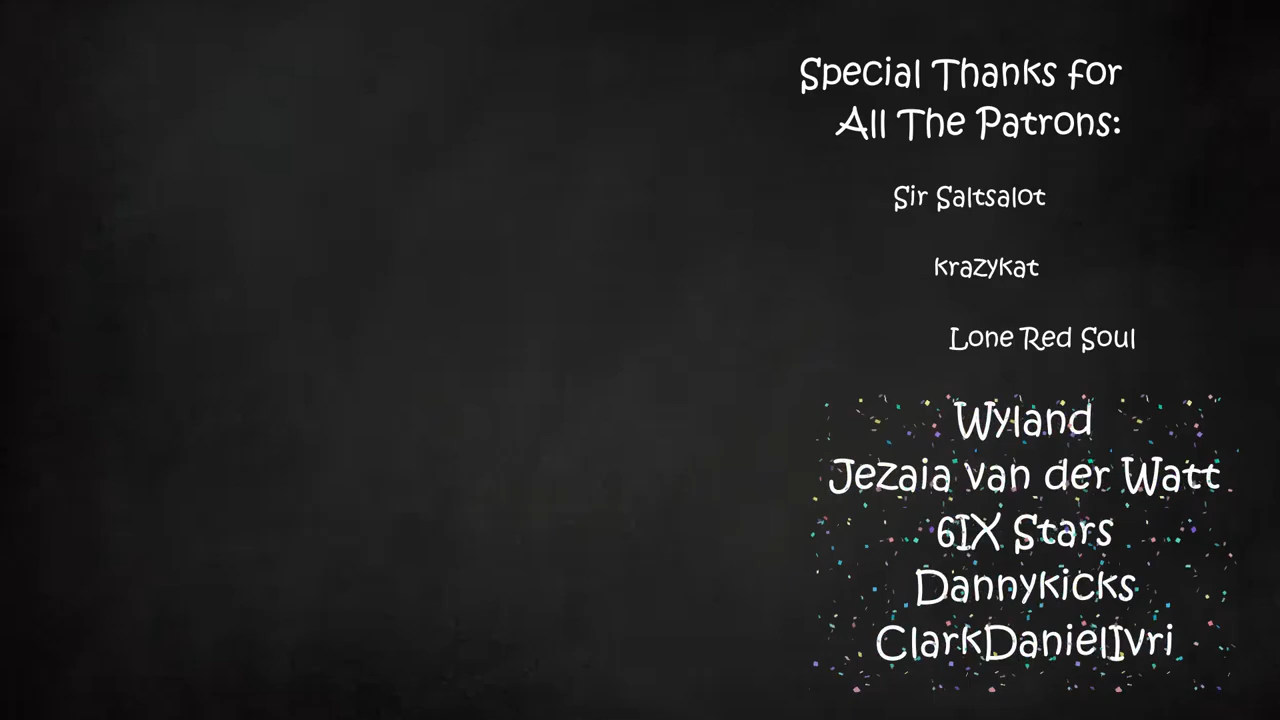 Special Thanks for
All The Patrons:
Sir Saltsalot
krazykat
Lone Red Soul
Wyland
Jezaia van der Watt
6IX Stars
Dannykicks
ClarkDanielIvri